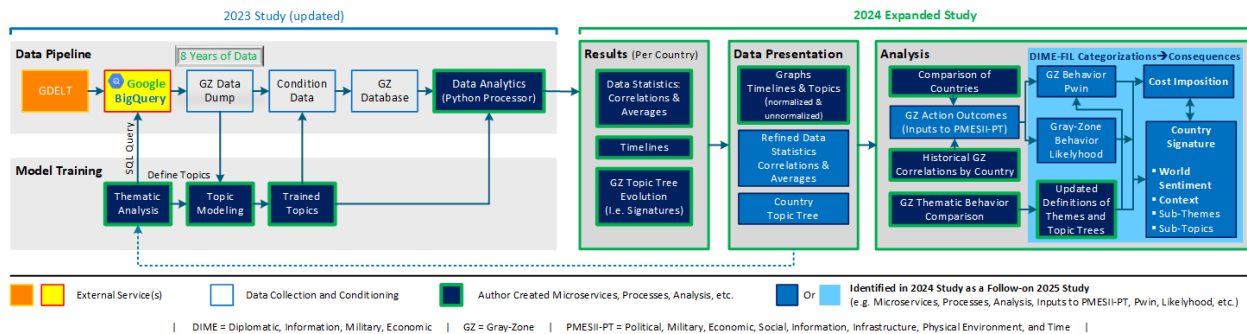 2023 Study (updated)
2024 Expanded Study
Data Pipeline
8 Years of Data
GDELT
Google
BigQuery
GZ Data
Dump
Condition
Data
GZ
Database
Data Analytics
(Python Processor)
SQL Query
Model Training
Define Topics
Thematic
Analysis
Topic
Modeling
Trained
Topics
Results (Per Country)
Data Statistics:
Correlations &
Averages
Timelines
GZ Topic Tree
Evolution
(I.e. Signatures)
Data Presentation
Graphs
Timelines & Topics
(normalized &
unnormalized)
Refined Data
Statistics
Correlations &
Averages
Country
Topic Tree
Analysis
DIME-FIL Categorizations→Consequences
Comparison of
Countries
GZ Action Outcomes
(Inputs to PMESII-PT)
Historical GZ
Correlations by Country
GZ Thematic Behavior
Comparison
GZ Behavior
Pwin
Gray-Zone
Behavior
Likelyhood
Updated
Definitions of
Themes and
Topic Trees
Cost Imposition
Country
Signature
▪ World
Sentiment
▪ Context
▪ Sub-Themes
▪ Sub-Topics
External Service(s)
Data Collection and Conditioning
Author Created Microservices, Processes, Analysis, etc.
Or
Identified in 2024 Study as a Follow-on 2025 Study
(e.g. Microservices, Processes, Analysis, Inputs to PMESII-PT, Pwin, Likelyhood, etc.)
| DIME = Diplomatic, Information, Military, Economic | GZ = Gray-Zone | PMESII-PT = Political, Military, Economic, Social, Information, Infrastructure, Physical Environment, and Time |